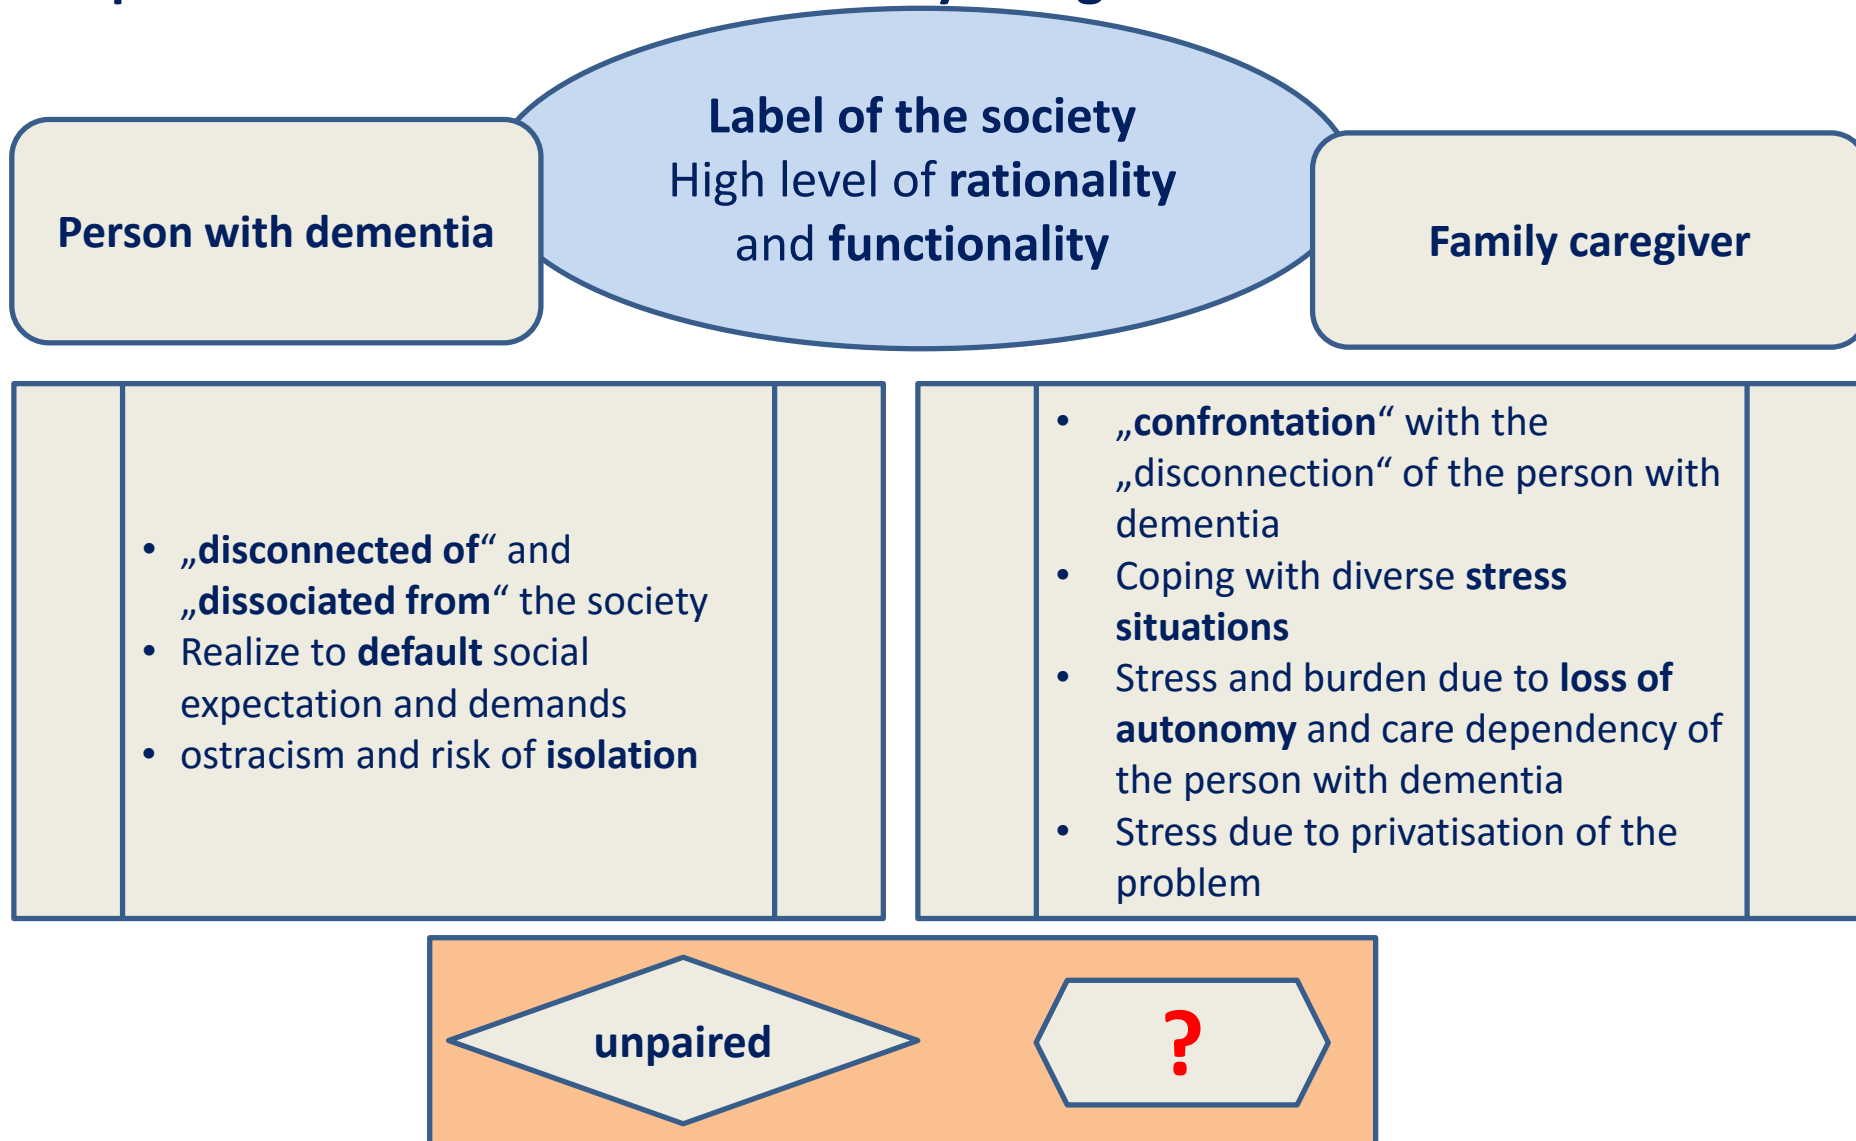 Label of the society
High level of rationality
and functionality
Person with dementia
Family caregiver
• „disconnected of“ and
„dissociated from“ the society
• Realize to default social
expectation and demands
• ostracism and risk of isolation
• „confrontation“ with the
„disconnection“ of the person with
dementia
• Coping with diverse stress
situations
• Stress and burden due to loss of
autonomy and care dependency of
the person with dementia
• Stress due to privatisation of the
problem
unpaired
?